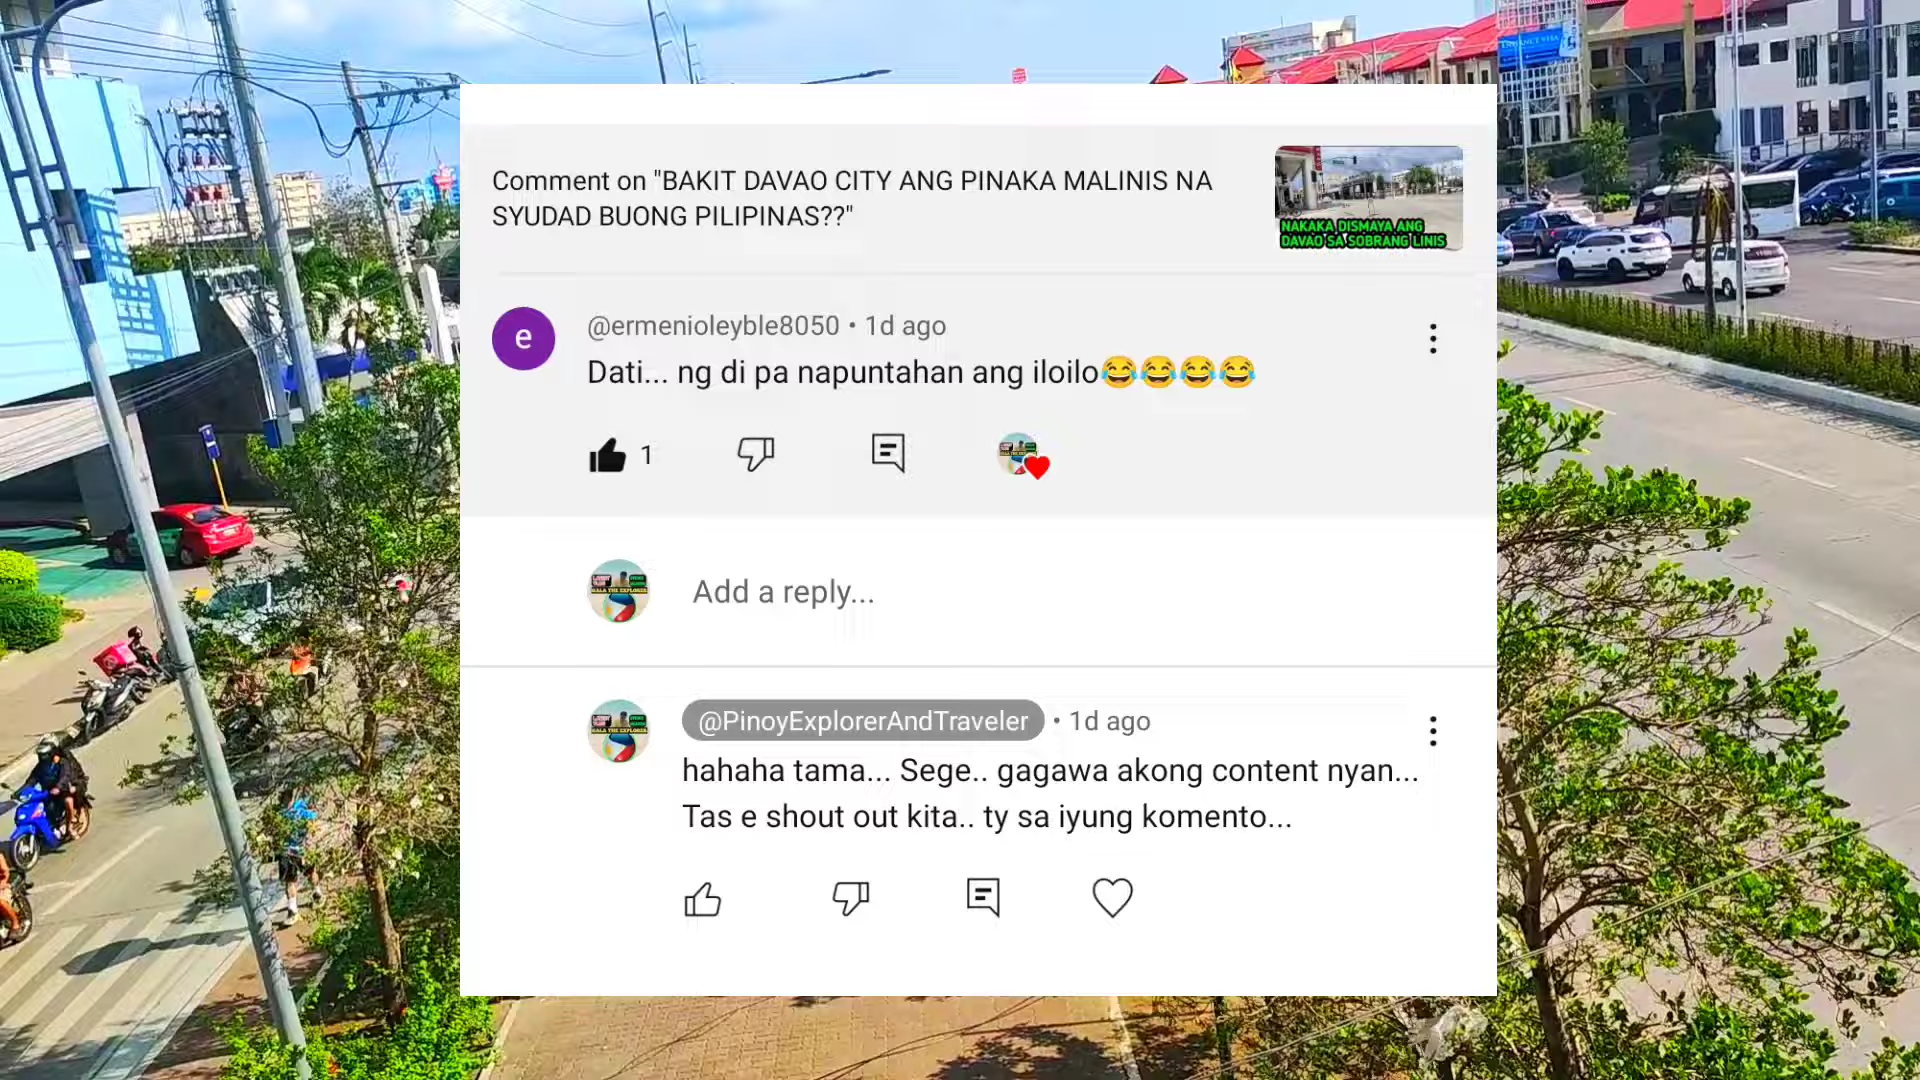 Comment on "BAKIT DAVAO CITY ANG PINAKA MALINIS NA
SYUDAD BUONG PILIPINAS??"
NAKAKA DISMAYA ANG
DAVAO SA SOBRANG LINIS
e
@ermenioleyble8050 • 1d ago
Dati... ng di pa napuntahan ang iloilo😂😂😂😂
1
Add a reply...
@PinoyExplorerAndTraveler • 1d ago
hahaha tama... Sege.. gagawa akong content nyan...
Tas e shout out kita.. ty sa iyung komento...